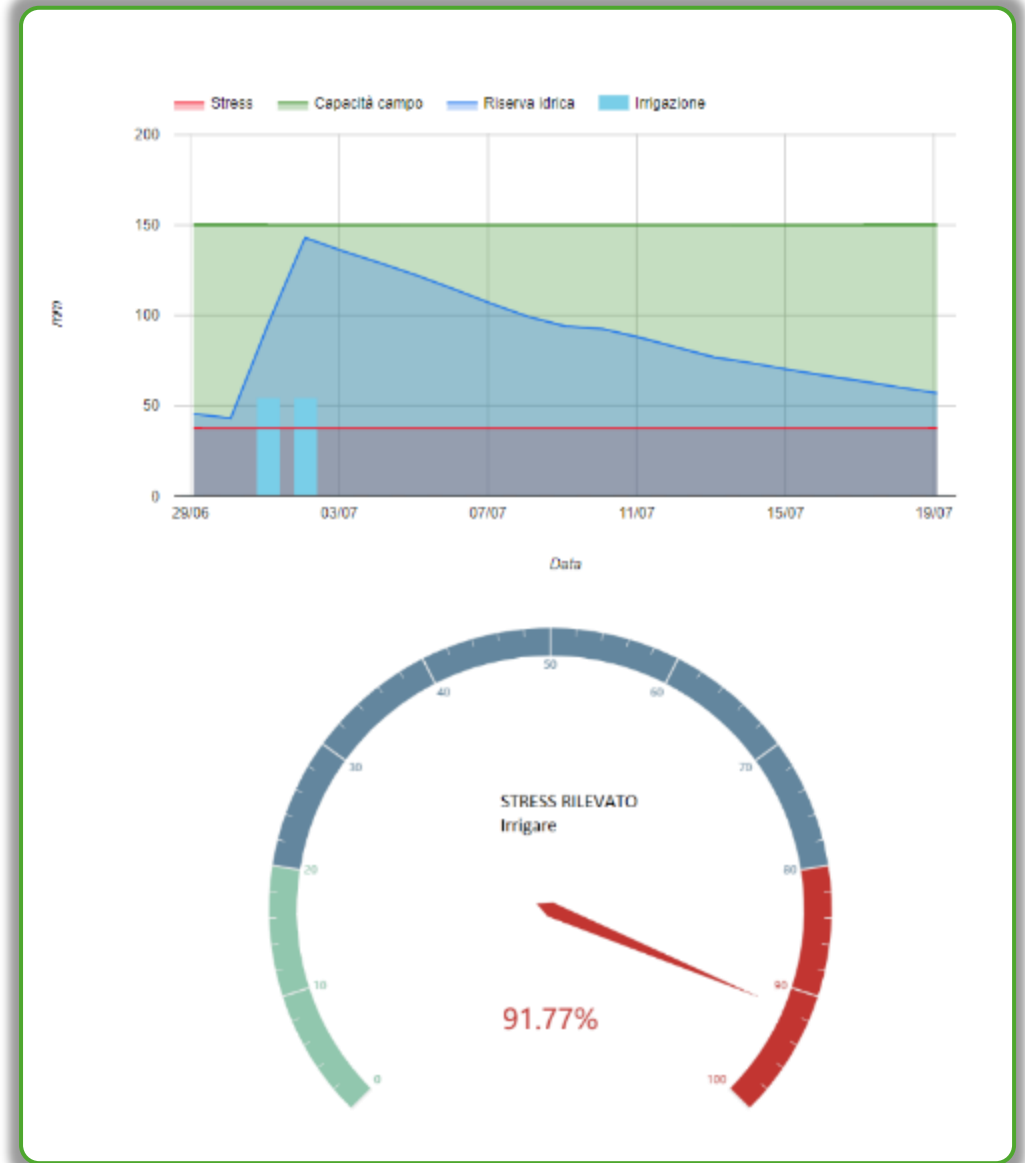 Stress Capacità campo Riserva idrica Irrigazione
200
150
100
50
0
mm
29/06 03/07 07/07 11/07 15/07 19/07
Data
50
40 60
30 70
STRESS RILEVATO
Irrigare
20 80
10 90
91.77%
0 100